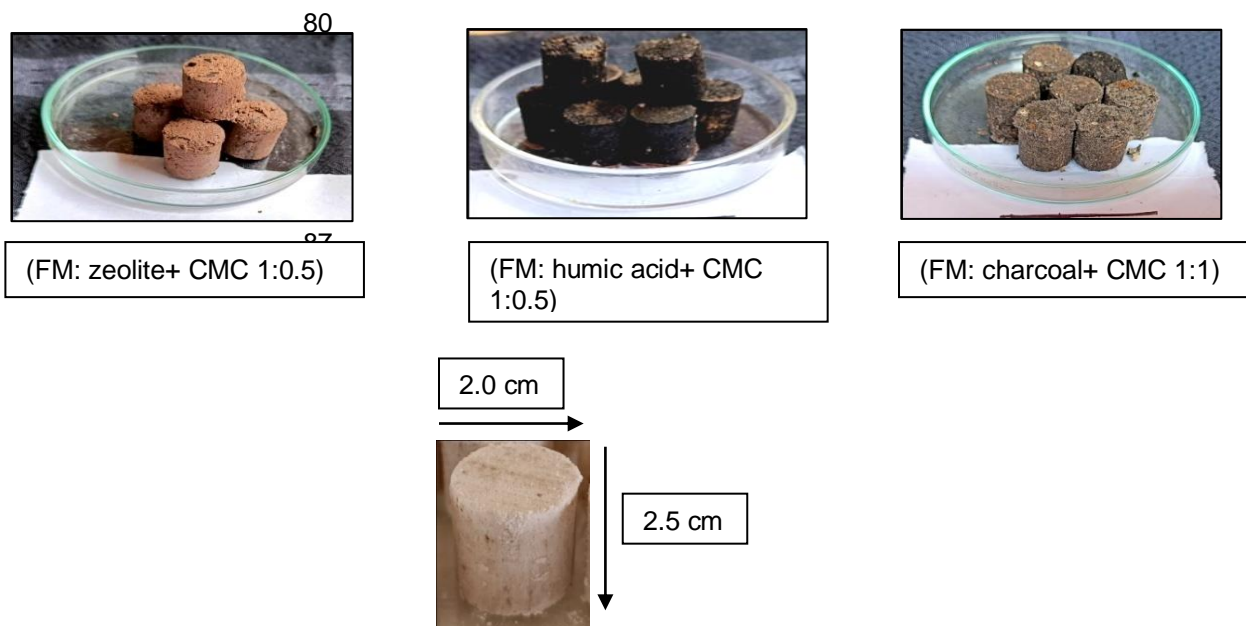 80
(FM: zeolite+ CMC 1:0.5)
(FM: humic acid+ CMC
1:0.5)
(FM: charcoal+ CMC 1:1)
2.0 cm
2.5 cm